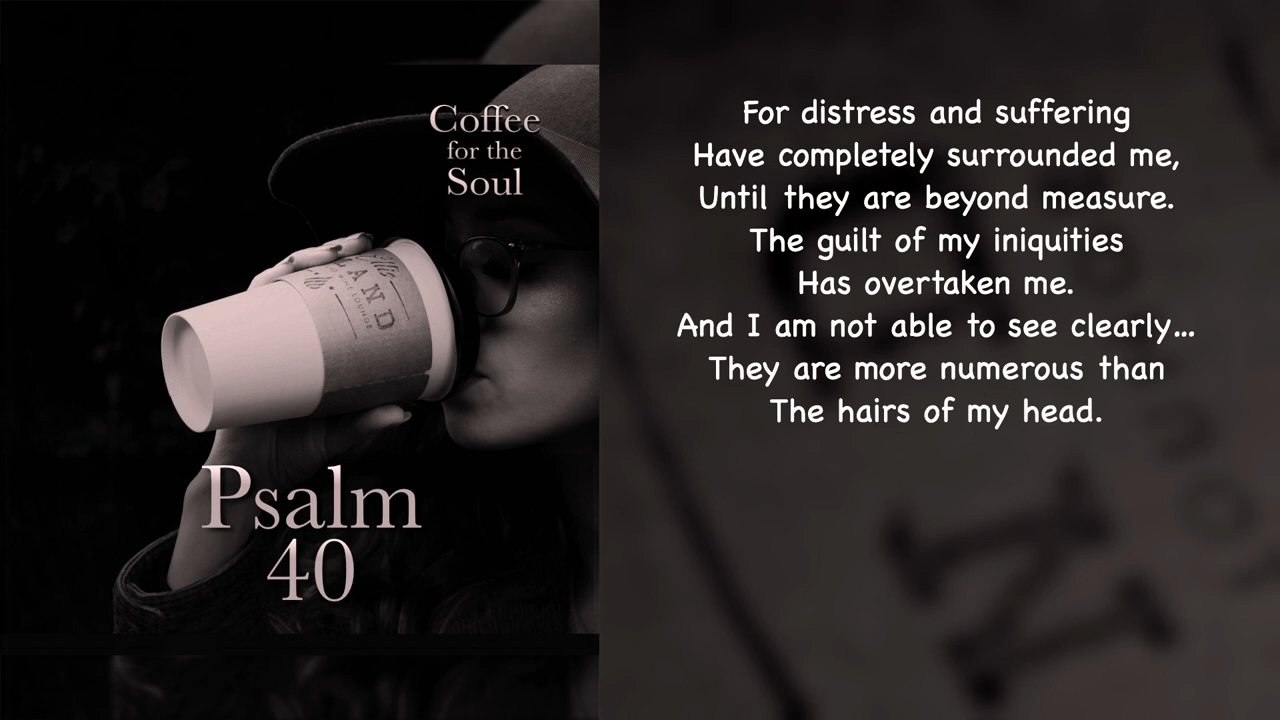 Coffee
for the
Soul
AND
Psalm
40
For distress and suffering
Have completely surrounded me,
Until they are beyond measure.
The guilt of my iniquities
Has overtaken me.
And I am not able to see clearly...
They are more numerous than
The hairs of my head.
N